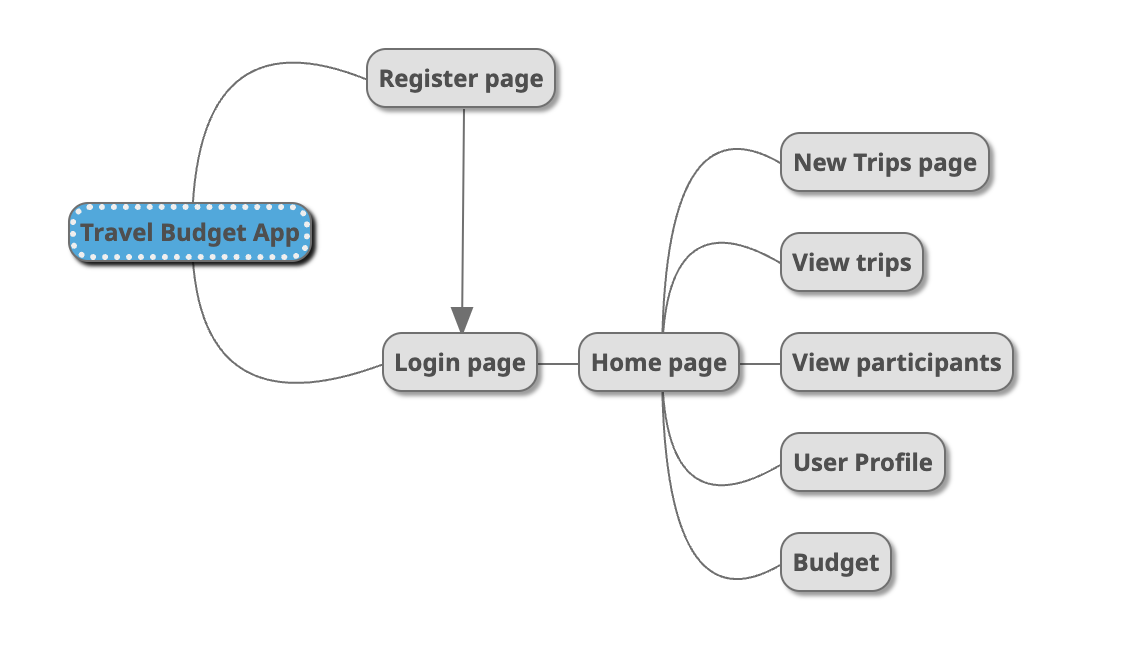 Register page
New Trips page
Travel Budget App
View trips
Login page
Home page
View participants
User Profile
Budget